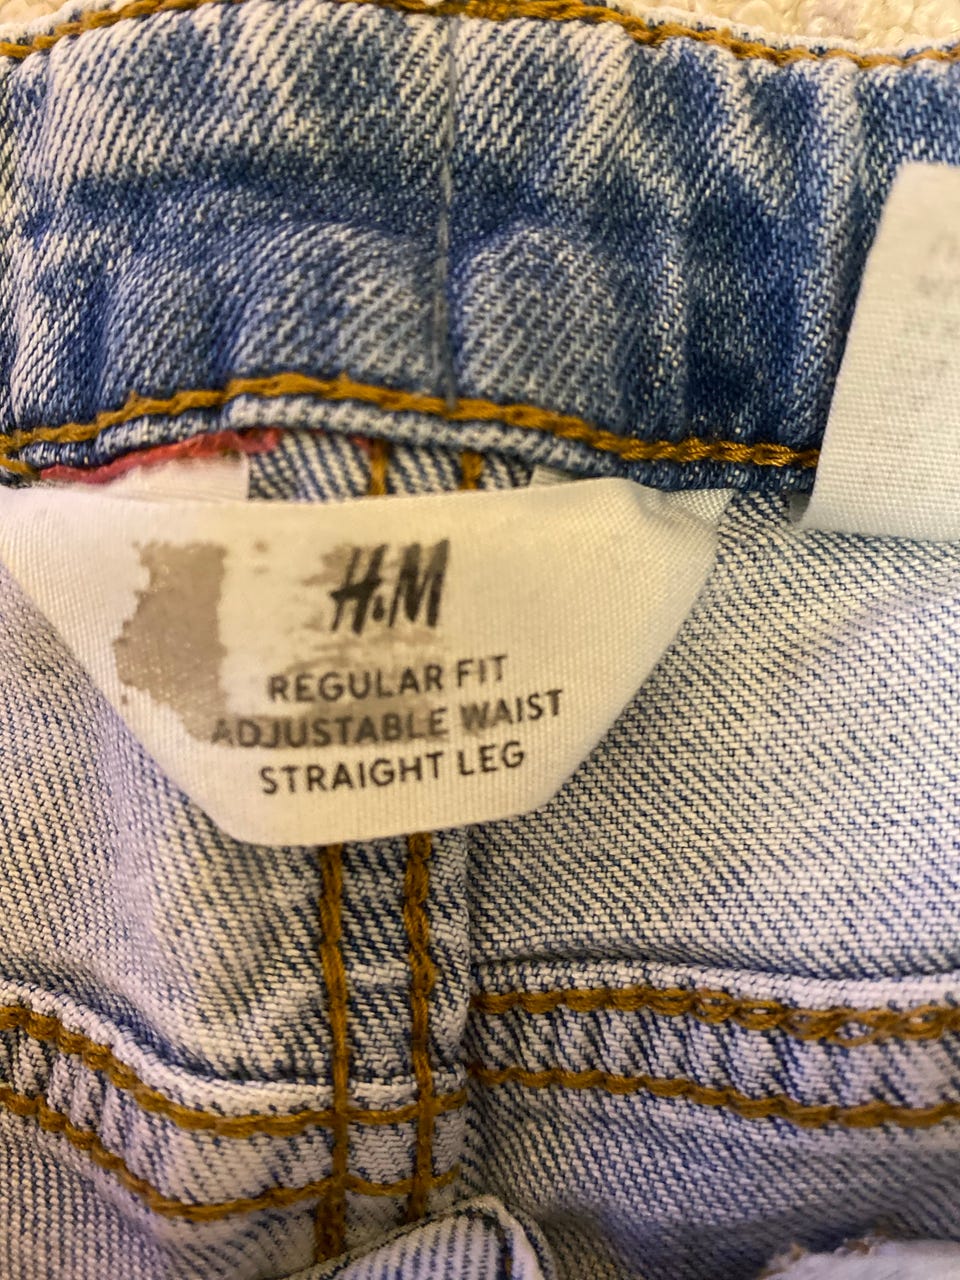 H&M
REGULAR FIT
ADJUSTABLE WAIST
STRAIGHT LEG